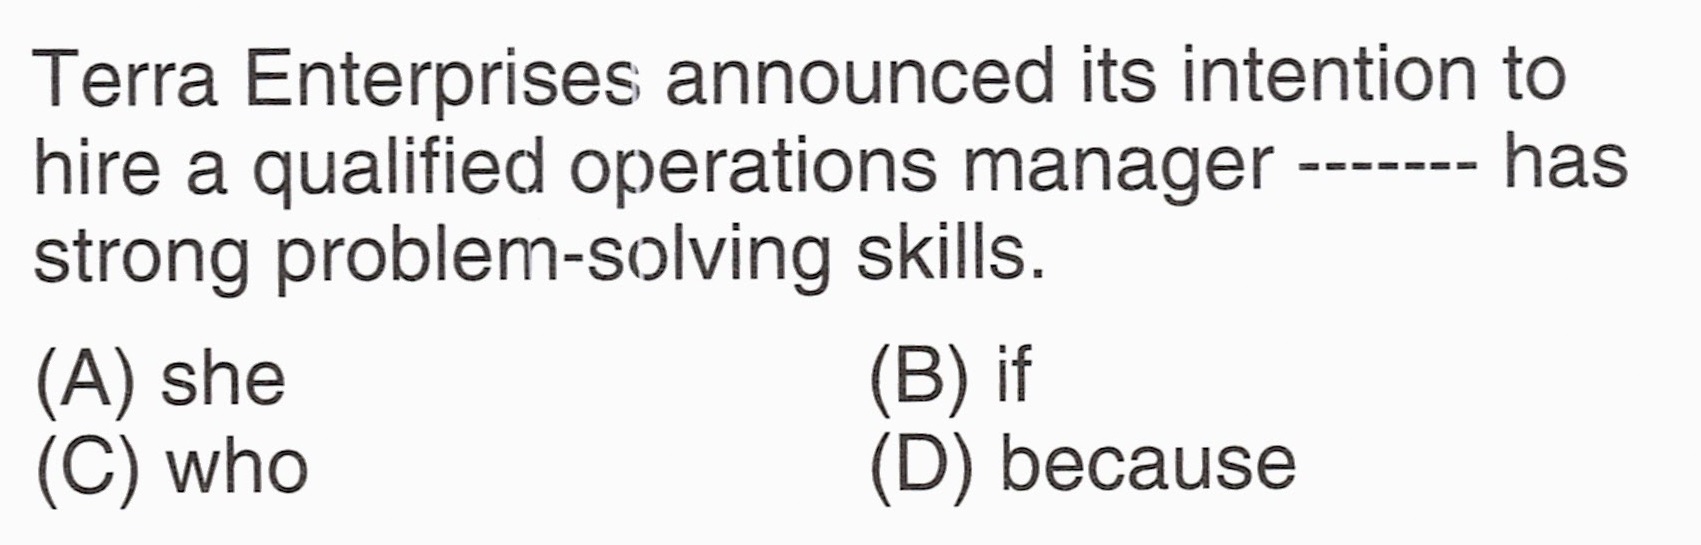 Terra Enterprises announced its intention to
hire a qualified operations manager ------- has
strong problem-solving skills.
(A) she
(B) if
(C) who
(D) because